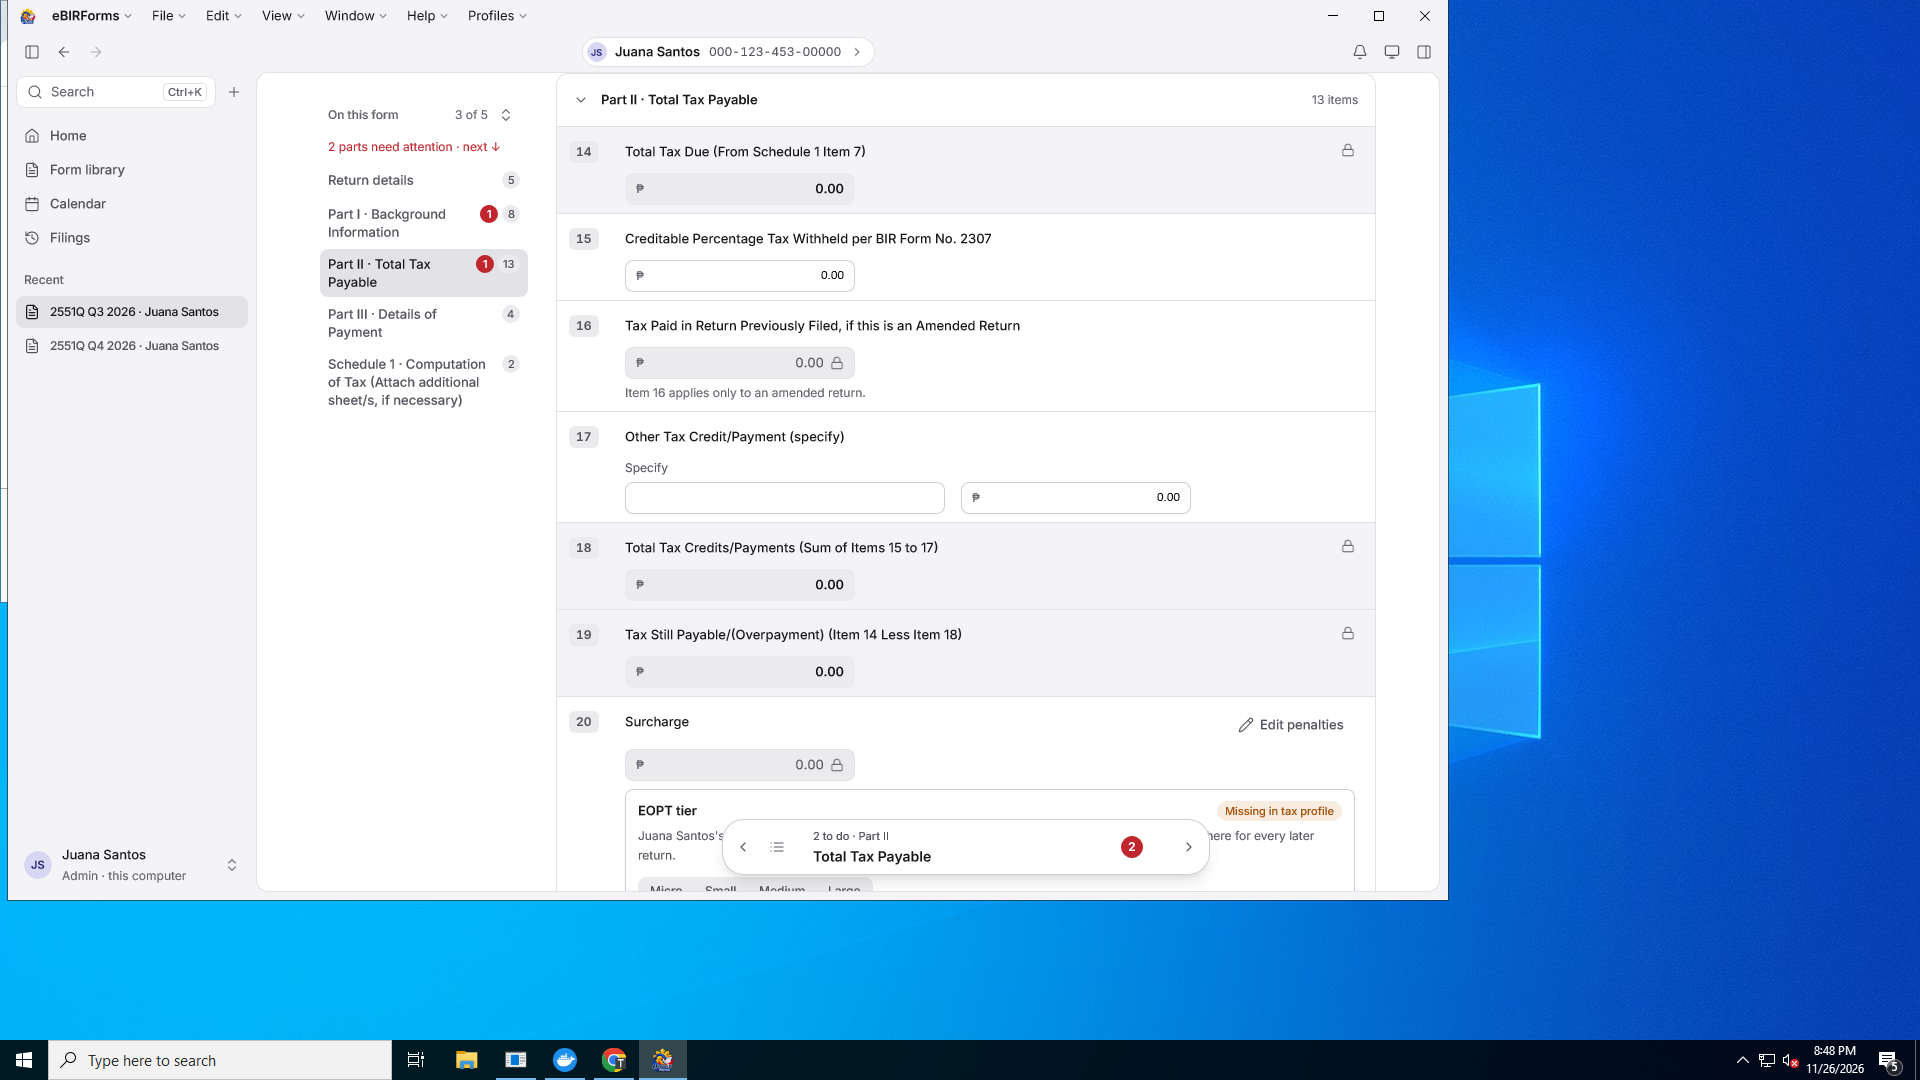 eBIRForms File Edit View Window Help Profiles
JS Juana Santos 000-123-453-00000
Search Ctrl+K
Home
Form library
Calendar
Filings
Recent
2551Q Q3 2026 · Juana Santos
2551Q Q4 2026 · Juana Santos
JS
Juana Santos
Admin · this computer
On this form 3 of 5
2 parts need attention · next ↓
Return details 5
Part I · Background Information 1 8
Part II · Total Tax Payable 1 13
Part III · Details of Payment 4
Schedule 1 · Computation of Tax (Attach additional sheet/s, if necessary) 2
Part II · Total Tax Payable 13 items
14 Total Tax Due (From Schedule 1 Item 7)
₱ 0.00
15 Creditable Percentage Tax Withheld per BIR Form No. 2307
₱ 0.00
16 Tax Paid in Return Previously Filed, if this is an Amended Return
₱ 0.00
Item 16 applies only to an amended return.
17 Other Tax Credit/Payment (specify)
Specify
₱ 0.00
18 Total Tax Credits/Payments (Sum of Items 15 to 17)
₱ 0.00
19 Tax Still Payable/(Overpayment) (Item 14 Less Item 18)
₱ 0.00
20 Surcharge Edit penalties
₱ 0.00
EOPT tier Missing in tax profile
Juana Santos's here for every later
return.
Micro Small Medium Large
2 to do · Part II
Total Tax Payable
2
Type here to search
8:48 PM
11/26/2026
5